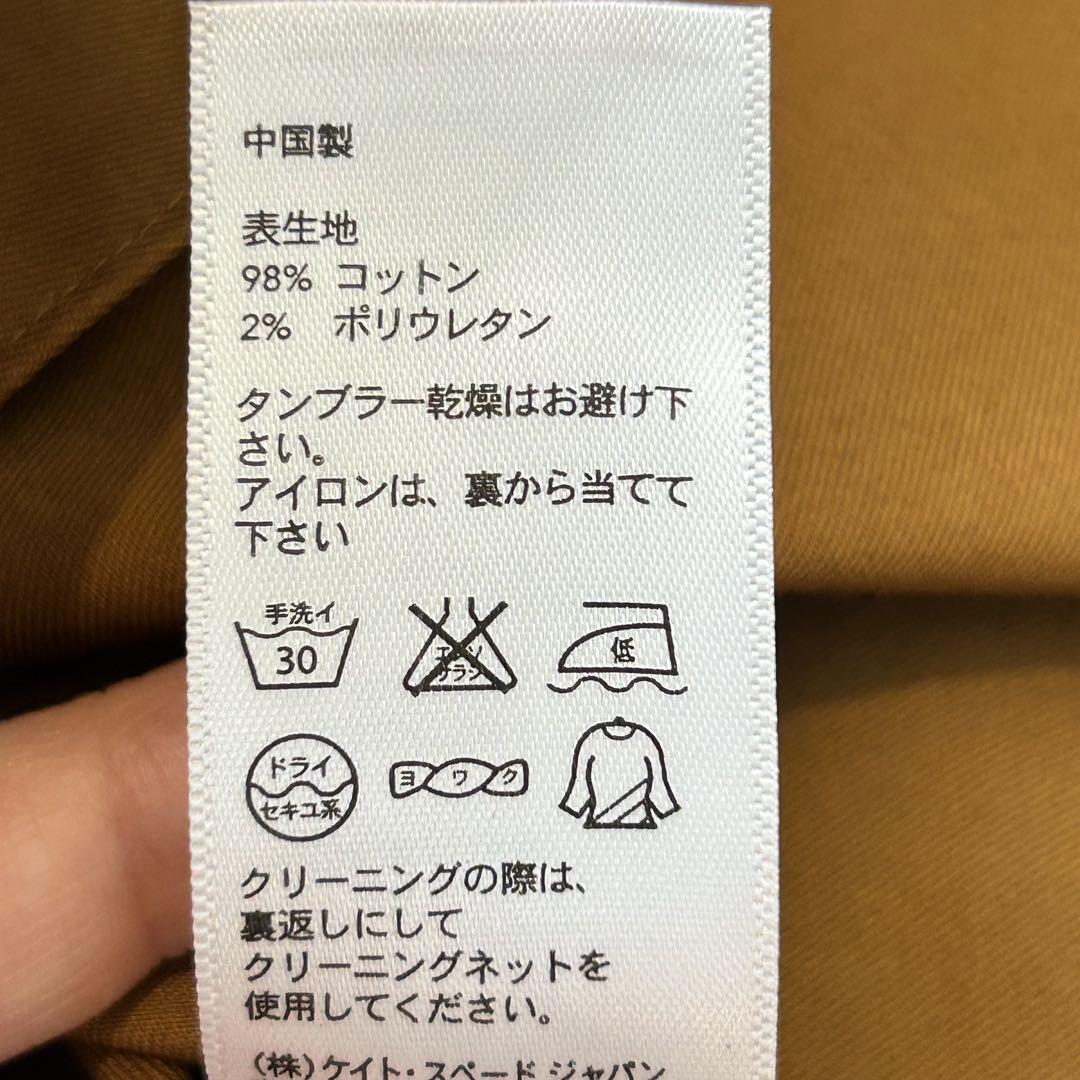 中国製
表生地
98% コットン
2% ポリウレタン
タンブラー乾燥はお避け下
さい。
アイロンは、裏から当てて
下さい
手洗イ
30
エンソ
サラシ
低
ドライ
セキユ系
ヨワク
クリーニングの際は、
裏返しにして
クリーニングネットを
使用してください。
(株)ケイト・スペード ジャパン